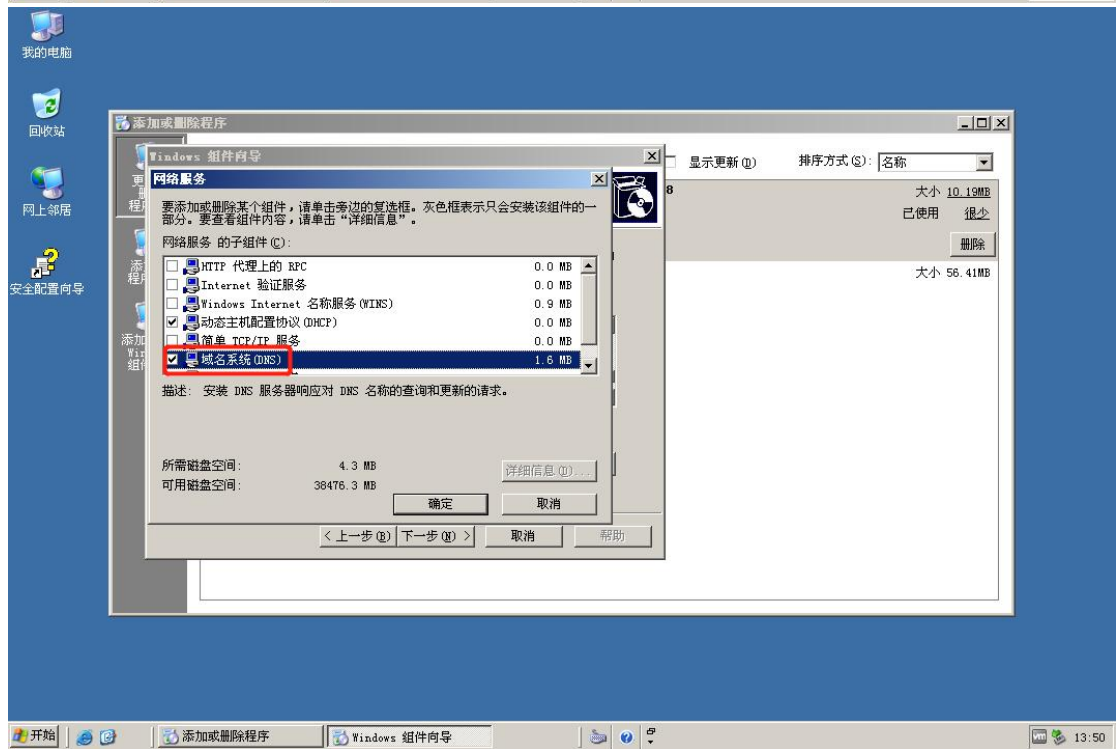 我的电脑
回收站
网上邻居
安全配置向导
添加或删除程序
显示更新(D)
排序方式(S):
名称
大小 10.19MB
已使用 很少
删除
大小 56.41MB
添加
Windows 组件向导
网络服务
要添加或删除某个组件，请单击旁边的复选框。灰色框表示只会安装该组件的一
部分。要查看组件内容，请单击“详细信息”。
网络服务 的子组件(C):
HTTP 代理上的 RPC 0.0 MB
Internet 验证服务 0.0 MB
Windows Internet 名称服务(WINS) 0.9 MB
动态主机配置协议(DHCP) 0.0 MB
简单 TCP/IP 服务 0.0 MB
域名系统(DNS) 1.6 MB
描述: 安装 DNS 服务器响应对 DNS 名称的查询和更新的请求。
所需磁盘空间: 4.3 MB
可用磁盘空间: 38476.3 MB
详细信息(D)...
确定
取消
< 上一步(B)
下一步(N) >
取消
帮助
开始
添加或删除程序
Windows 组件向导
13:50